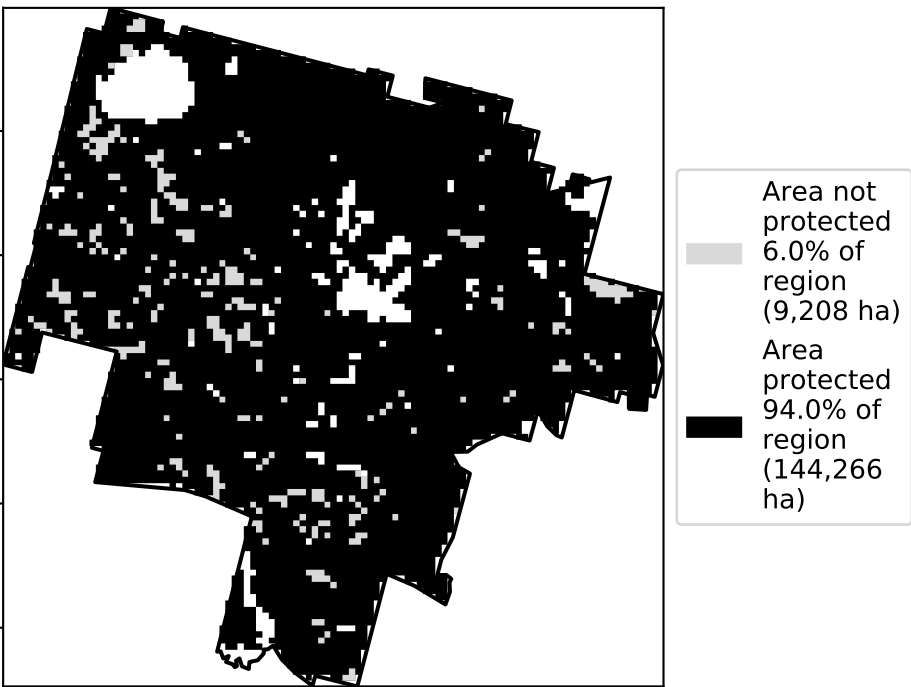 Area not
protected
6.0% of
region
(9,208 ha)
Area
protected
94.0% of
region
(144,266
ha)